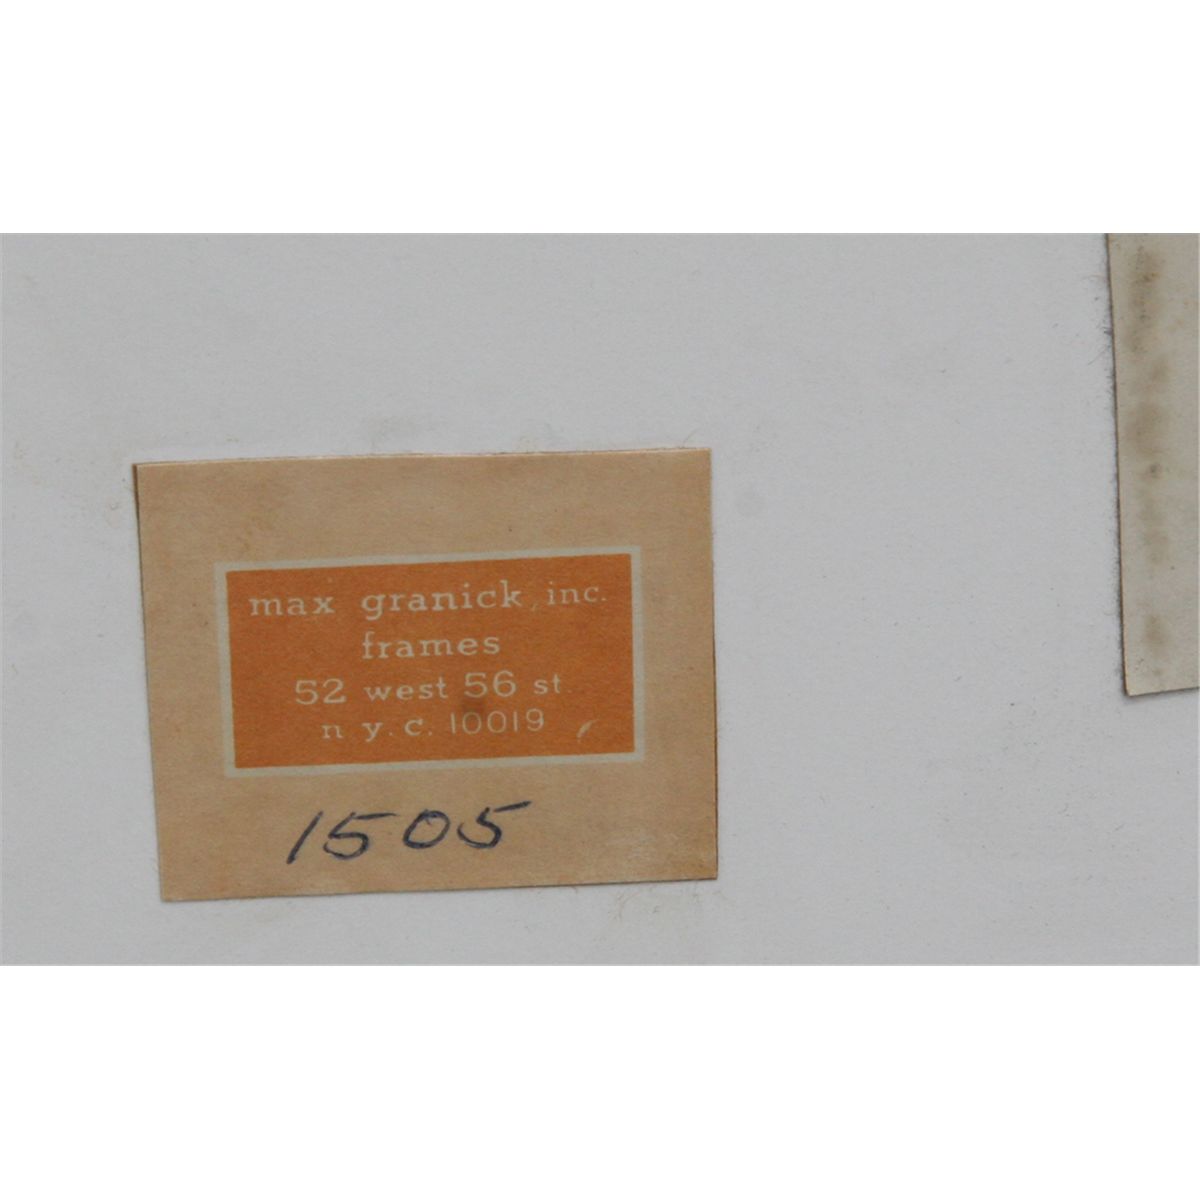 max granick, inc.
frames
52 west 56 st.
n y. c. 10019
1505